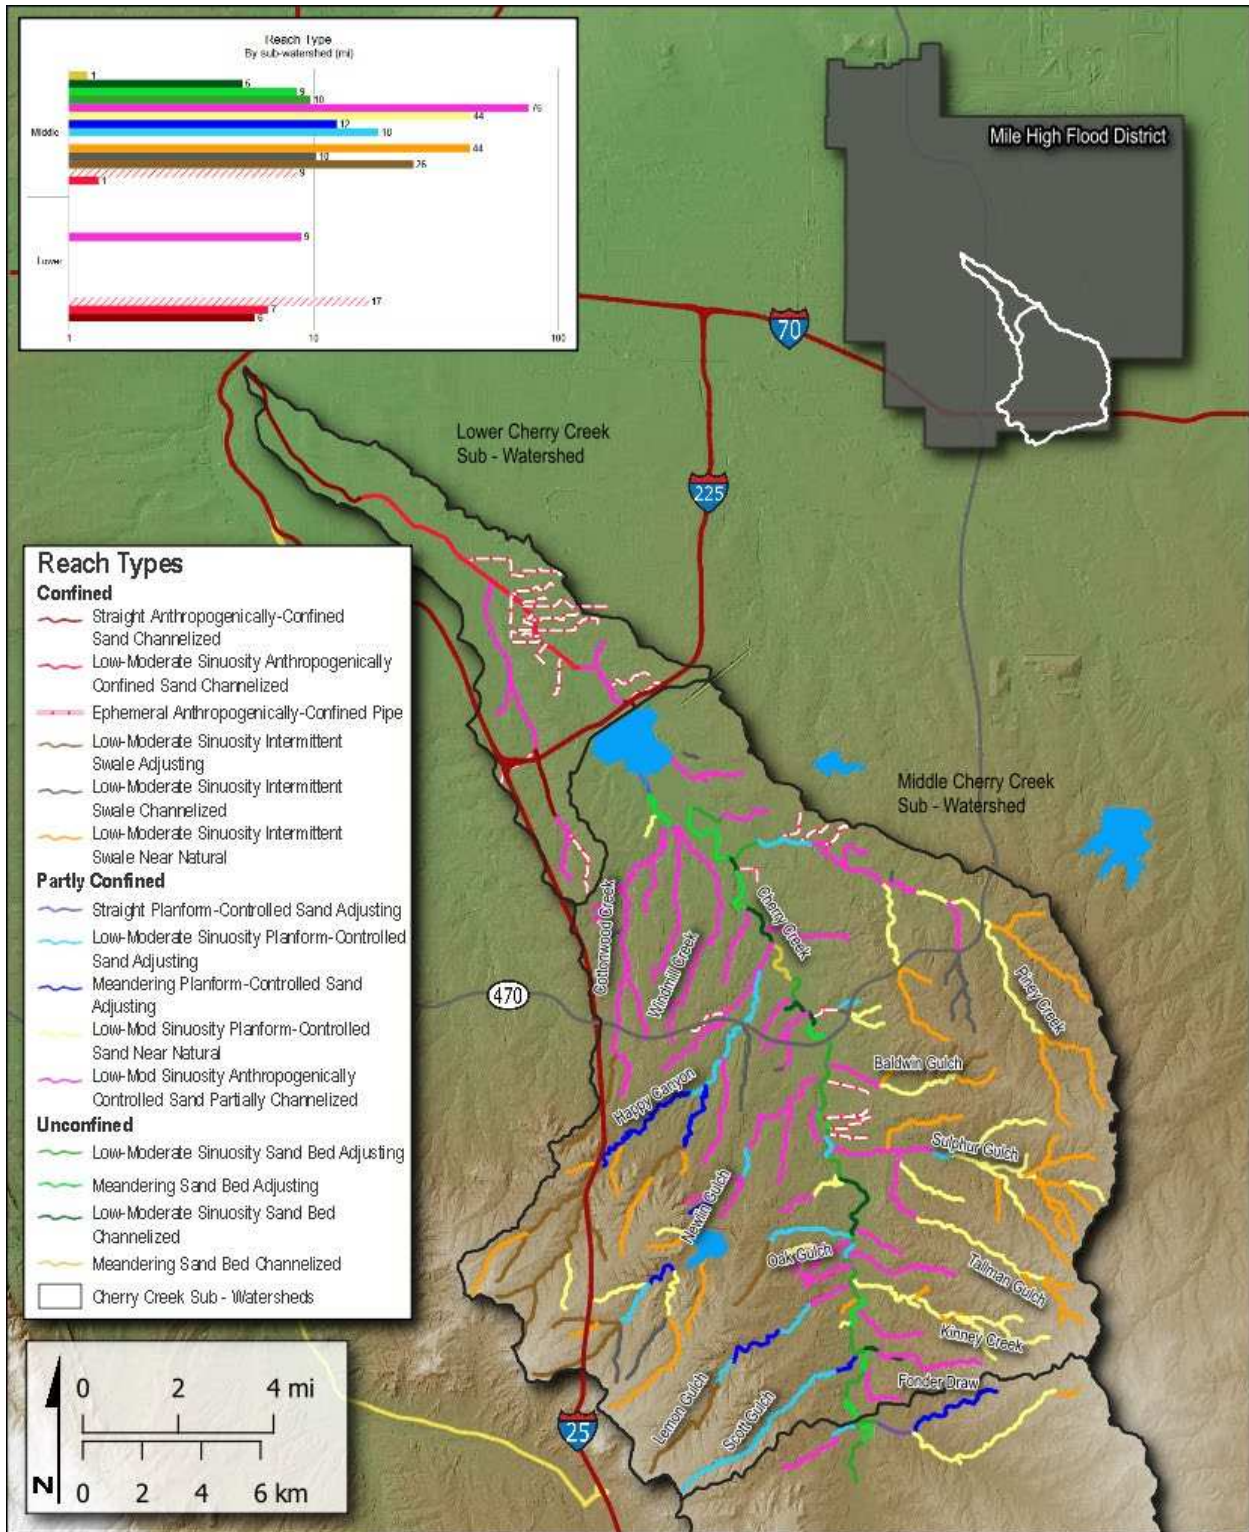 Reach Type
By sub-watershed (mi)
1
6
9
10
76
44
12
18
Middle
44
10
26
9
1
9
Lower
17
7
6
1
10
100
Mile High Flood District
70
Lower Cherry Creek
Sub - Watershed
225
Reach Types
Confined
Straight Anthropogenically-Confined
Sand Channelized
Low-Moderate Sinuosity Anthropogenically
Confined Sand Channelized
Ephemeral Anthropogenically-Confined Pipe
Low-Moderate Sinuosity Intermittent
Swale Adjusting
Low-Moderate Sinuosity Intermittent
Swale Channelized
Low-Moderate Sinuosity Intermittent
Swale Near Natural
Partly Confined
Straight Planform-Controlled Sand Adjusting
Low-Moderate Sinuosity Planform-Controlled
Sand Adjusting
Meandering Planform-Controlled Sand
Adjusting
Low-Mod Sinuosity Planform-Controlled
Sand Near Natural
Low-Mod Sinuosity Anthropogenically
Controlled Sand Partially Channelized
Unconfined
Low-Moderate Sinuosity Sand Bed Adjusting
Meandering Sand Bed Adjusting
Low-Moderate Sinuosity Sand Bed
Channelized
Meandering Sand Bed Channelized
Cherry Creek Sub - Watersheds
Middle Cherry Creek
Sub - Watershed
Cottonwood Creek
Windmill Creek
Cherry Creek
Piney Creek
470
Baldwin Gulch
Happy Canyon
Sulphur Gulch
Newlin Gulch
Oak Gulch
Tallman Gulch
Kinney Creek
Fonder Draw
Lemon Gulch
Scott Gulch
25
0 2 4 mi
0 2 4 6 km
N